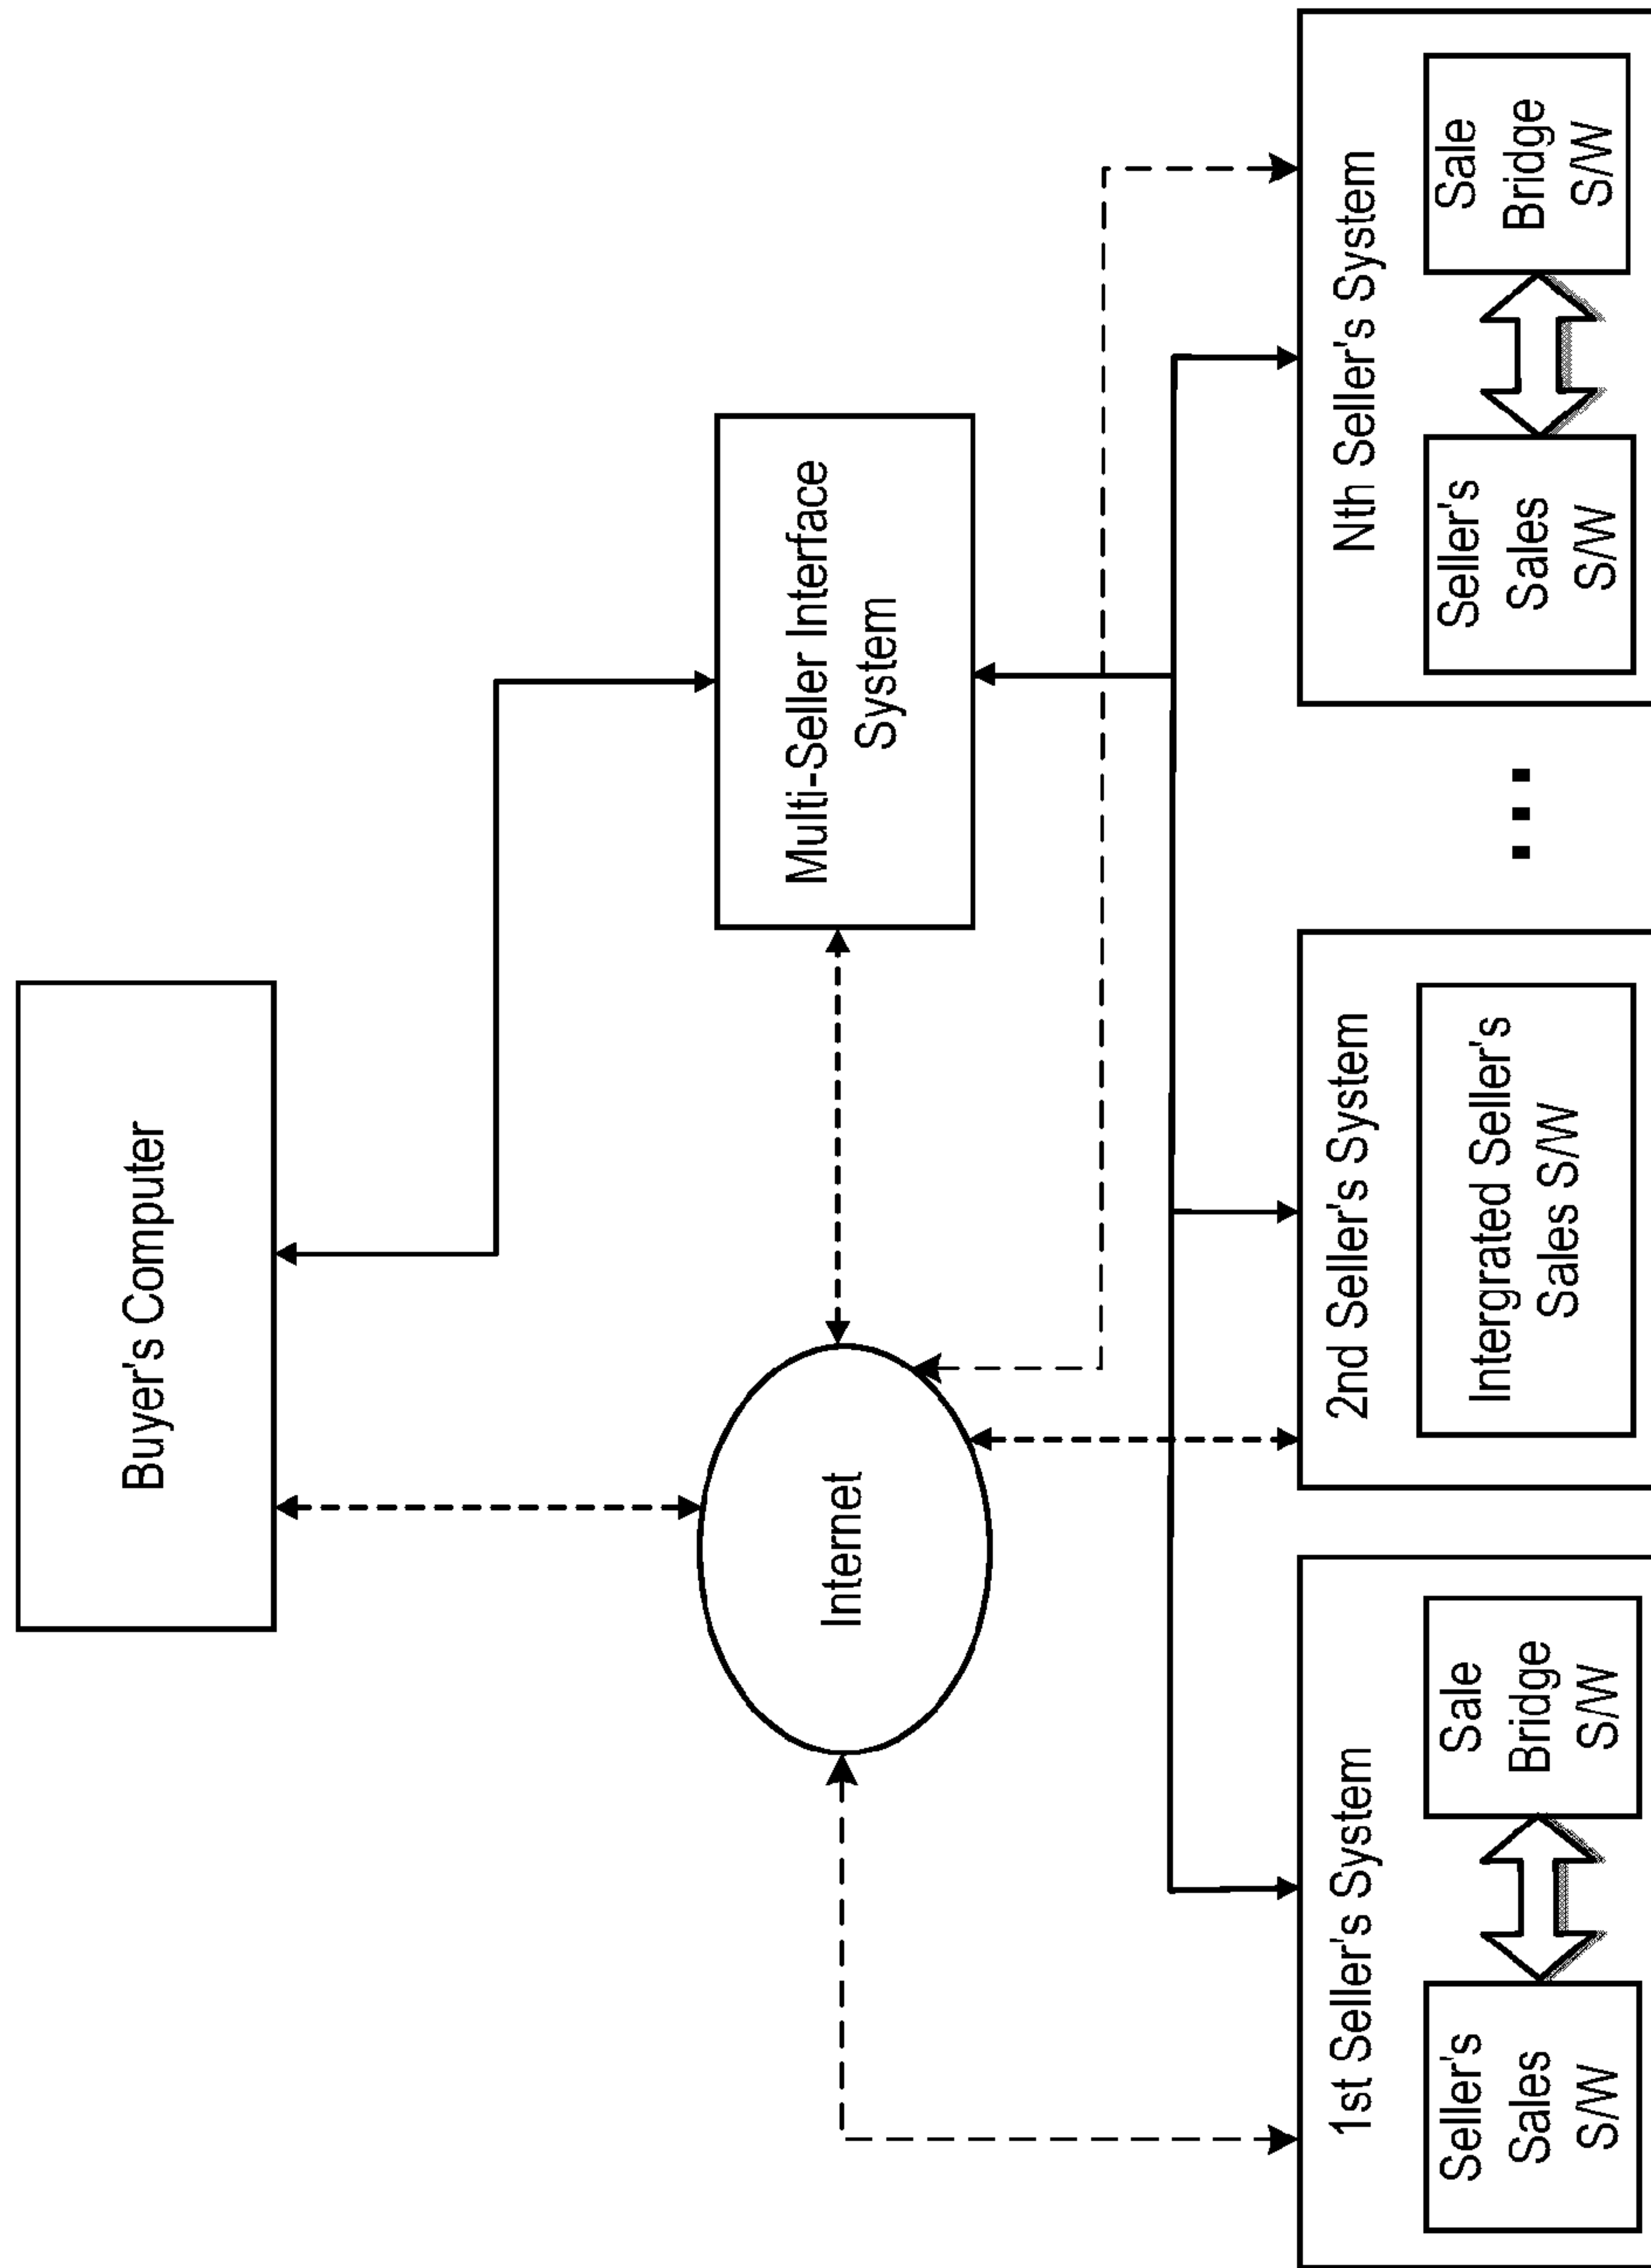 Buyer's Computer
Internet
Multi-Seller Interface
System
1st Seller's System
Seller's
Sales
S/W
Sale
Bridge
S/W
2nd Seller's System
Intergrated Seller's
Sales S/W
...
Nth Seller's System
Seller's
Sales
S/W
Sale
Bridge
S/W